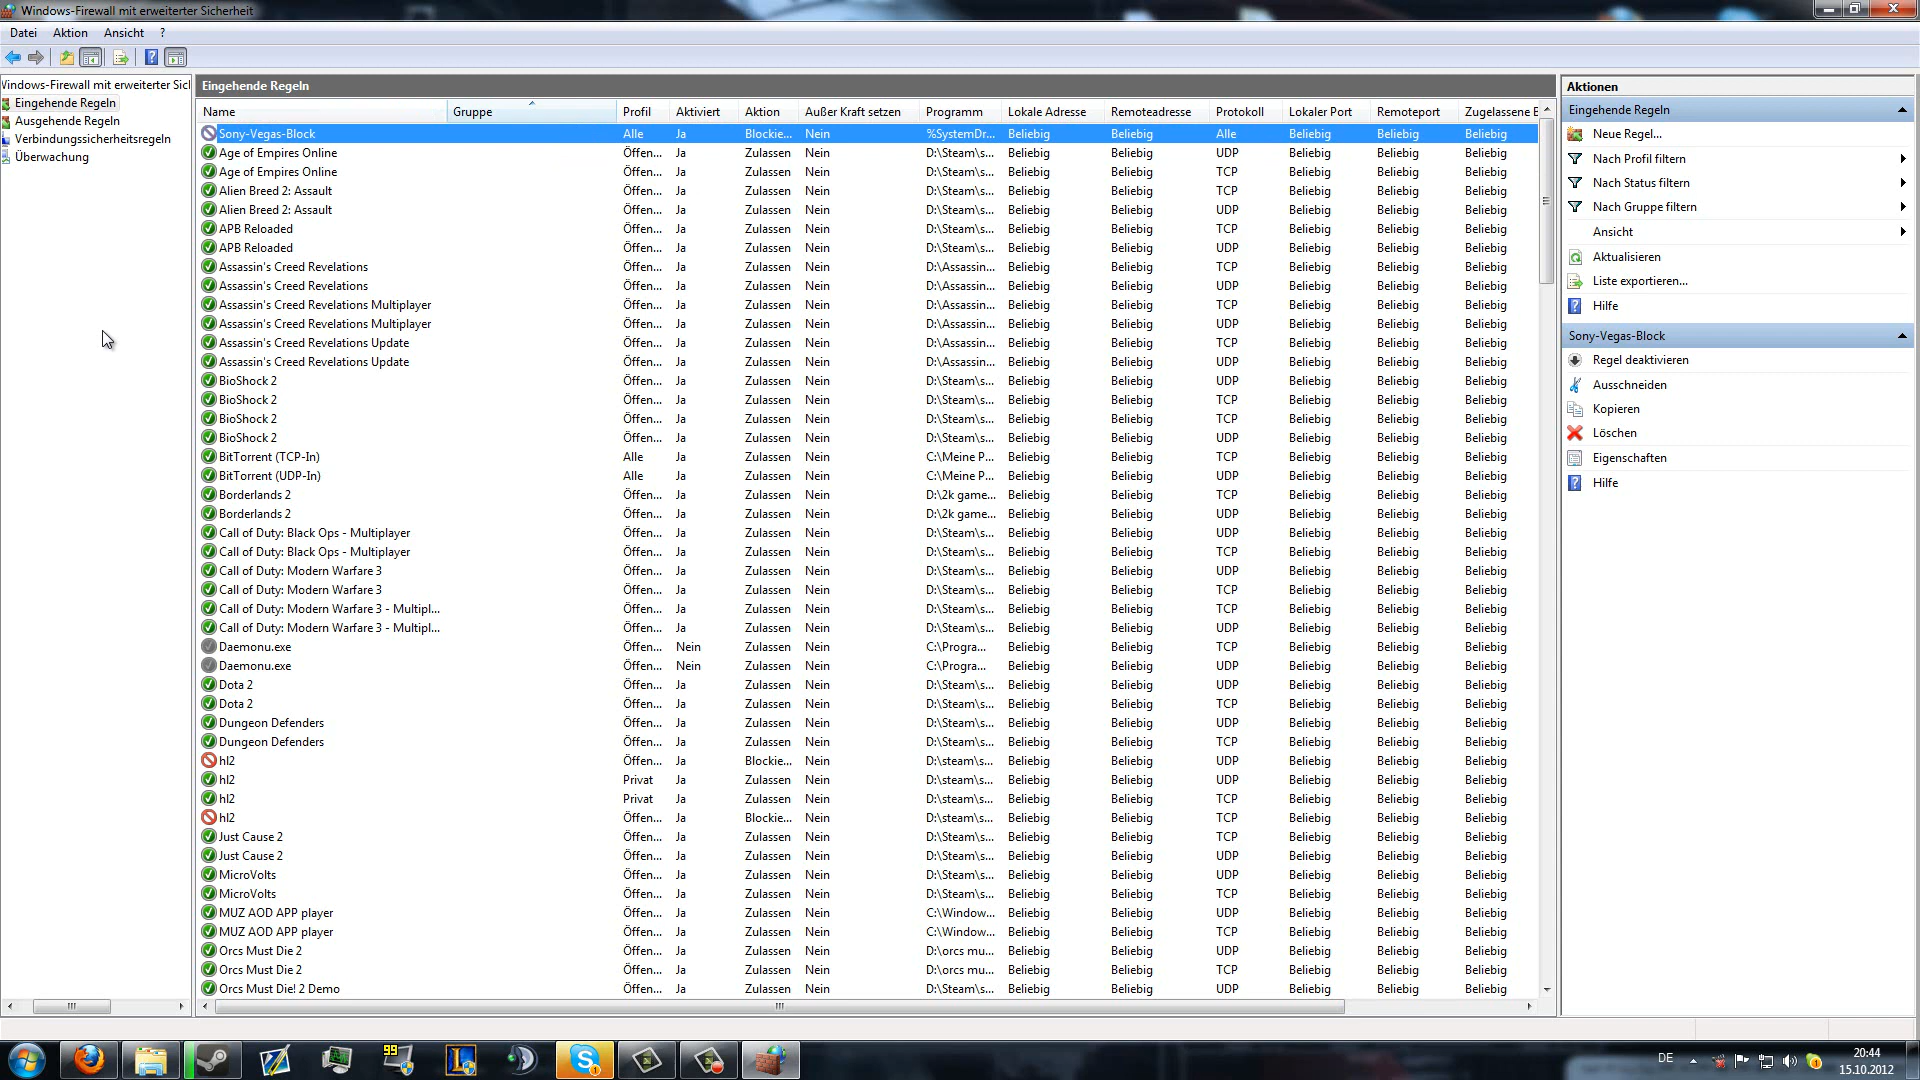 Windows-Firewall mit erweiterter Sicherheit
Datei Aktion Ansicht ?
Windows-Firewall mit erweiterter Sicl
Eingehende Regeln
Ausgehende Regeln
Verbindungssicherheitsregeln
Überwachung
Eingehende Regeln
Name Gruppe Profil Aktiviert Aktion Außer Kraft setzen Programm Lokale Adresse Remoteadresse Protokoll Lokaler Port Remoteport Zugelassene B
Sony-Vegas-Block Alle Ja Blockie... Nein %SystemDr... Beliebig Beliebig Alle Beliebig Beliebig Beliebig
Age of Empires Online Öffen... Ja Zulassen Nein D:\Steam\s... Beliebig Beliebig UDP Beliebig Beliebig Beliebig
Age of Empires Online Öffen... Ja Zulassen Nein D:\Steam\s... Beliebig Beliebig TCP Beliebig Beliebig Beliebig
Alien Breed 2: Assault Öffen... Ja Zulassen Nein D:\Steam\s... Beliebig Beliebig TCP Beliebig Beliebig Beliebig
Alien Breed 2: Assault Öffen... Ja Zulassen Nein D:\Steam\s... Beliebig Beliebig UDP Beliebig Beliebig Beliebig
APB Reloaded Öffen... Ja Zulassen Nein D:\Steam\s... Beliebig Beliebig TCP Beliebig Beliebig Beliebig
APB Reloaded Öffen... Ja Zulassen Nein D:\Steam\s... Beliebig Beliebig UDP Beliebig Beliebig Beliebig
Assassin's Creed Revelations Öffen... Ja Zulassen Nein D:\Assassin... Beliebig Beliebig TCP Beliebig Beliebig Beliebig
Assassin's Creed Revelations Öffen... Ja Zulassen Nein D:\Assassin... Beliebig Beliebig UDP Beliebig Beliebig Beliebig
Assassin's Creed Revelations Multiplayer Öffen... Ja Zulassen Nein D:\Assassin... Beliebig Beliebig TCP Beliebig Beliebig Beliebig
Assassin's Creed Revelations Multiplayer Öffen... Ja Zulassen Nein D:\Assassin... Beliebig Beliebig UDP Beliebig Beliebig Beliebig
Assassin's Creed Revelations Update Öffen... Ja Zulassen Nein D:\Assassin... Beliebig Beliebig TCP Beliebig Beliebig Beliebig
Assassin's Creed Revelations Update Öffen... Ja Zulassen Nein D:\Assassin... Beliebig Beliebig UDP Beliebig Beliebig Beliebig
BioShock 2 Öffen... Ja Zulassen Nein D:\Steam\s... Beliebig Beliebig UDP Beliebig Beliebig Beliebig
BioShock 2 Öffen... Ja Zulassen Nein D:\Steam\s... Beliebig Beliebig UDP Beliebig Beliebig Beliebig
BioShock 2 Öffen... Ja Zulassen Nein D:\Steam\s... Beliebig Beliebig TCP Beliebig Beliebig Beliebig
BioShock 2 Öffen... Ja Zulassen Nein D:\Steam\s... Beliebig Beliebig UDP Beliebig Beliebig Beliebig
BitTorrent (TCP-In) Alle Ja Zulassen Nein C:\Meine P... Beliebig Beliebig TCP Beliebig Beliebig Beliebig
BitTorrent (UDP-In) Alle Ja Zulassen Nein C:\Meine P... Beliebig Beliebig UDP Beliebig Beliebig Beliebig
Borderlands 2 Öffen... Ja Zulassen Nein D:\2k game... Beliebig Beliebig TCP Beliebig Beliebig Beliebig
Borderlands 2 Öffen... Ja Zulassen Nein D:\2k game... Beliebig Beliebig UDP Beliebig Beliebig Beliebig
Call of Duty: Black Ops - Multiplayer Öffen... Ja Zulassen Nein D:\Steam\s... Beliebig Beliebig UDP Beliebig Beliebig Beliebig
Call of Duty: Black Ops - Multiplayer Öffen... Ja Zulassen Nein D:\Steam\s... Beliebig Beliebig TCP Beliebig Beliebig Beliebig
Call of Duty: Modern Warfare 3 Öffen... Ja Zulassen Nein D:\Steam\s... Beliebig Beliebig UDP Beliebig Beliebig Beliebig
Call of Duty: Modern Warfare 3 Öffen... Ja Zulassen Nein D:\Steam\s... Beliebig Beliebig TCP Beliebig Beliebig Beliebig
Call of Duty: Modern Warfare 3 - Multipl... Öffen... Ja Zulassen Nein D:\Steam\s... Beliebig Beliebig TCP Beliebig Beliebig Beliebig
Call of Duty: Modern Warfare 3 - Multipl... Öffen... Ja Zulassen Nein D:\Steam\s... Beliebig Beliebig UDP Beliebig Beliebig Beliebig
Daemonu.exe Öffen... Nein Zulassen Nein C:\Progra... Beliebig Beliebig TCP Beliebig Beliebig Beliebig
Daemonu.exe Öffen... Nein Zulassen Nein C:\Progra... Beliebig Beliebig UDP Beliebig Beliebig Beliebig
Dota 2 Öffen... Ja Zulassen Nein D:\Steam\s... Beliebig Beliebig UDP Beliebig Beliebig Beliebig
Dota 2 Öffen... Ja Zulassen Nein D:\Steam\s... Beliebig Beliebig TCP Beliebig Beliebig Beliebig
Dungeon Defenders Öffen... Ja Zulassen Nein D:\Steam\s... Beliebig Beliebig UDP Beliebig Beliebig Beliebig
Dungeon Defenders Öffen... Ja Zulassen Nein D:\Steam\s... Beliebig Beliebig TCP Beliebig Beliebig Beliebig
hl2 Öffen... Ja Blockie... Nein D:\steam\s... Beliebig Beliebig UDP Beliebig Beliebig Beliebig
hl2 Privat Ja Zulassen Nein D:\steam\s... Beliebig Beliebig UDP Beliebig Beliebig Beliebig
hl2 Privat Ja Zulassen Nein D:\steam\s... Beliebig Beliebig TCP Beliebig Beliebig Beliebig
hl2 Öffen... Ja Blockie... Nein D:\steam\s... Beliebig Beliebig TCP Beliebig Beliebig Beliebig
Just Cause 2 Öffen... Ja Zulassen Nein D:\Steam\s... Beliebig Beliebig TCP Beliebig Beliebig Beliebig
Just Cause 2 Öffen... Ja Zulassen Nein D:\Steam\s... Beliebig Beliebig UDP Beliebig Beliebig Beliebig
MicroVolts Öffen... Ja Zulassen Nein D:\Steam\s... Beliebig Beliebig UDP Beliebig Beliebig Beliebig
MicroVolts Öffen... Ja Zulassen Nein D:\Steam\s... Beliebig Beliebig TCP Beliebig Beliebig Beliebig
MUZ AOD APP player Öffen... Ja Zulassen Nein C:\Window... Beliebig Beliebig UDP Beliebig Beliebig Beliebig
MUZ AOD APP player Öffen... Ja Zulassen Nein C:\Window... Beliebig Beliebig TCP Beliebig Beliebig Beliebig
Orcs Must Die 2 Öffen... Ja Zulassen Nein D:\orcs mu... Beliebig Beliebig UDP Beliebig Beliebig Beliebig
Orcs Must Die 2 Öffen... Ja Zulassen Nein D:\orcs mu... Beliebig Beliebig TCP Beliebig Beliebig Beliebig
Orcs Must Die! 2 Demo Öffen... Ja Zulassen Nein D:\Steam\s... Beliebig Beliebig UDP Beliebig Beliebig Beliebig
Aktionen
Eingehende Regeln
Neue Regel...
Nach Profil filtern
Nach Status filtern
Nach Gruppe filtern
Ansicht
Aktualisieren
Liste exportieren...
Hilfe
Sony-Vegas-Block
Regel deaktivieren
Ausschneiden
Kopieren
Löschen
Eigenschaften
Hilfe
99
DE
20:44
15.10.2012